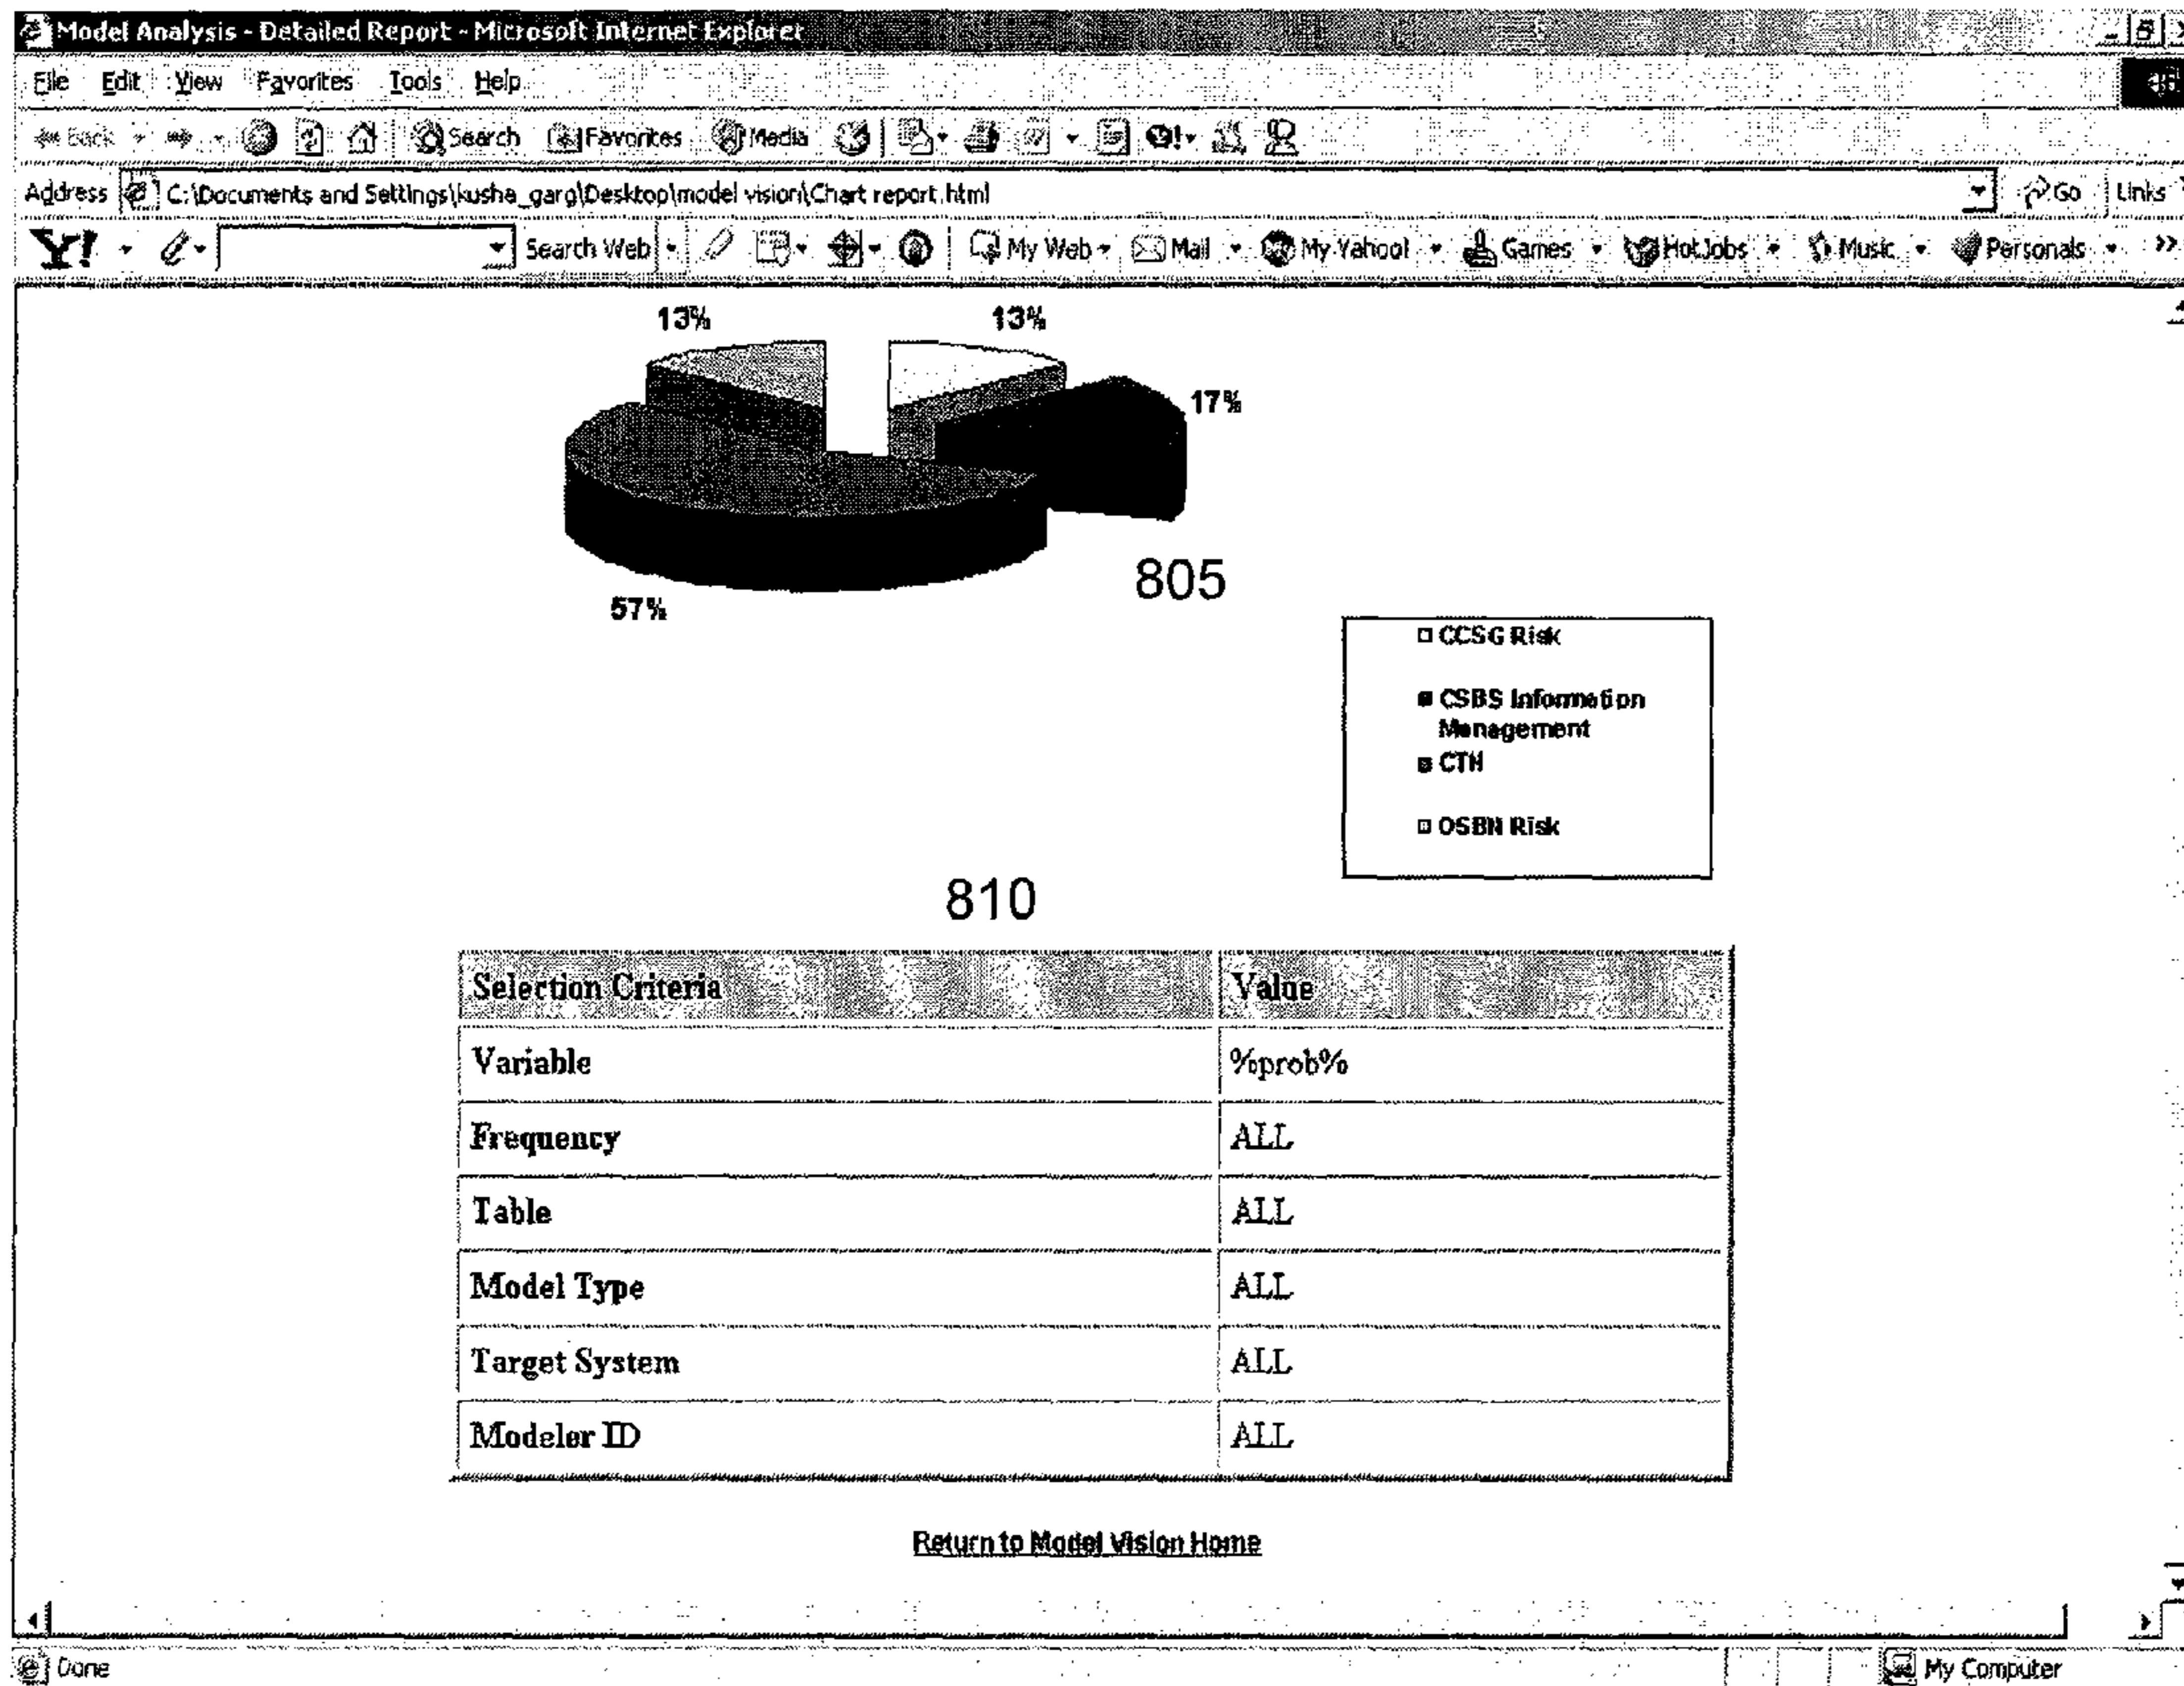 Model Analysis - Detailed Report - Microsoft Internet Explorer
File Edit View Favorites Tools Help
Back Search Favorites Media
Address C:\Documents and Settings\kusha_garg\Desktop\model vision\Chart report.html Go Links
Y! Search Web My Web Mail My Yahoo! Games HotJobs Music Personals >>
13% 13%
17%
57%
805
CCSG Risk
CSBS Information
Management
CTN
OSBN Risk
810
Selection Criteria Value
Variable %prob%
Frequency ALL
Table ALL
Model Type ALL
Target System ALL
Modeler ID ALL
Return to Model Vision Home
Done My Computer